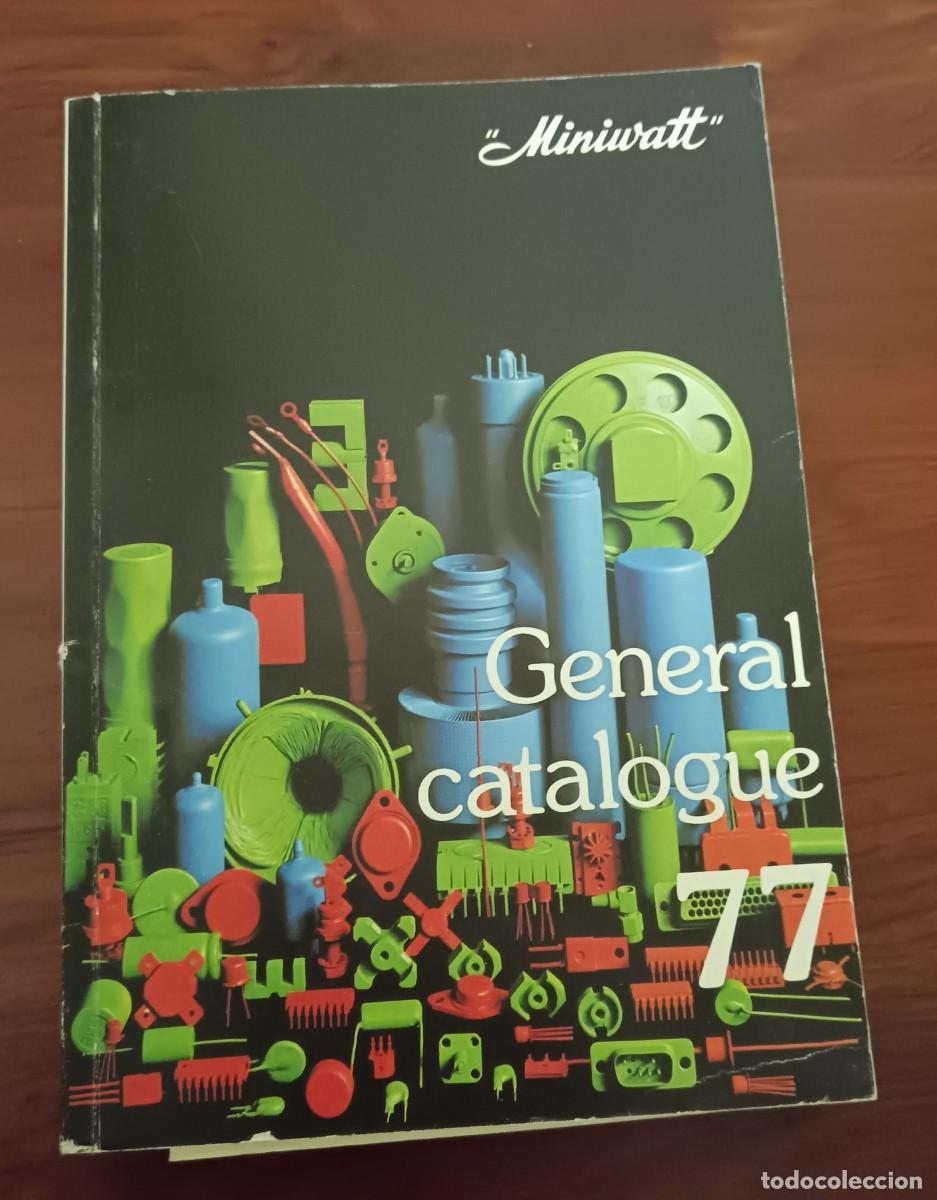 "Miniwatt"
General
catalogue
77
todocoleccion